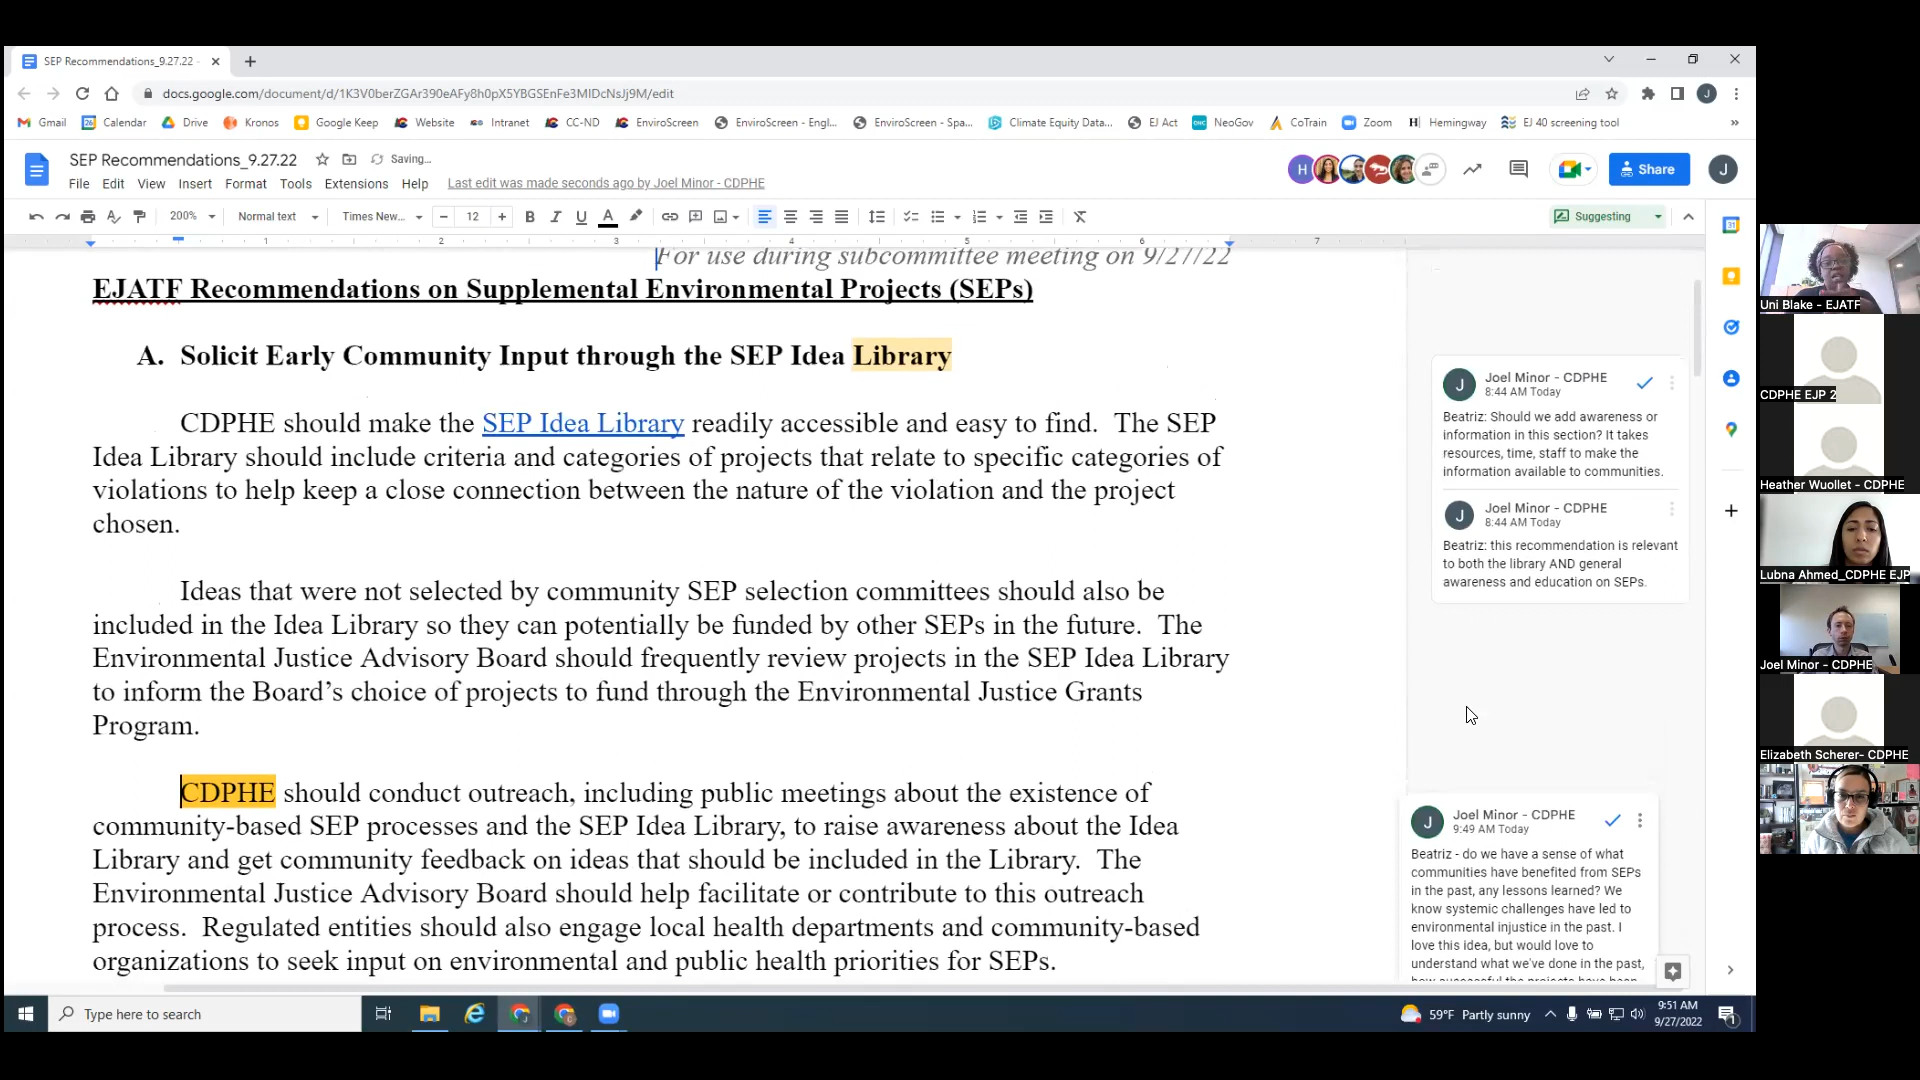 SEP Recommendations_9.27.22 -
docs.google.com/document/d/1K3V0berZGAr390eAFy8h0pX5YBGSEnFe3MIDcNsJj9M/edit
J
Gmail Calendar Drive Kronos Google Keep Website Intranet CC-ND EnviroScreen EnviroScreen - Engl... EnviroScreen - Spa... Climate Equity Data... EJ Act NeoGov CoTrain Zoom Hemingway EJ 40 screening tool »
SEP Recommendations_9.27.22 Saving...
H Share J
File Edit View Insert Format Tools Extensions Help Last edit was made seconds ago by Joel Minor - CDPHE
200% Normal text Times New... 12 B I U A Suggesting
1 2 3 4 5 6 7
For use during subcommittee meeting on 9/27/22
EJATF Recommendations on Supplemental Environmental Projects (SEPs)
A. Solicit Early Community Input through the SEP Idea Library
CDPHE should make the SEP Idea Library readily accessible and easy to find. The SEP
Idea Library should include criteria and categories of projects that relate to specific categories of
violations to help keep a close connection between the nature of the violation and the project
chosen.
Ideas that were not selected by community SEP selection committees should also be
included in the Idea Library so they can potentially be funded by other SEPs in the future. The
Environmental Justice Advisory Board should frequently review projects in the SEP Idea Library
to inform the Board's choice of projects to fund through the Environmental Justice Grants
Program.
CDPHE should conduct outreach, including public meetings about the existence of
community-based SEP processes and the SEP Idea Library, to raise awareness about the Idea
Library and get community feedback on ideas that should be included in the Library. The
Environmental Justice Advisory Board should help facilitate or contribute to this outreach
process. Regulated entities should also engage local health departments and community-based
organizations to seek input on environmental and public health priorities for SEPs.
J Joel Minor - CDPHE
8:44 AM Today
Beatriz: Should we add awareness or
information in this section? It takes
resources, time, staff to make the
information available to communities.
J Joel Minor - CDPHE
8:44 AM Today
Beatriz: this recommendation is relevant
to both the library AND general
awareness and education on SEPs.
J Joel Minor - CDPHE
9:49 AM Today
Beatriz - do we have a sense of what
communities have benefited from SEPs
in the past, any lessons learned? We
know systemic challenges have led to
environmental injustice in the past. I
love this idea, but would love to
understand what we've done in the past,
how successful the projects have been
Uni Blake - EJATF
CDPHE EJP 2
Heather Wuollet - CDPHE
Lubna Ahmed_CDPHE EJP
Joel Minor - CDPHE
Elizabeth Scherer- CDPHE
Type here to search
59°F Partly sunny
9:51 AM
9/27/2022
1